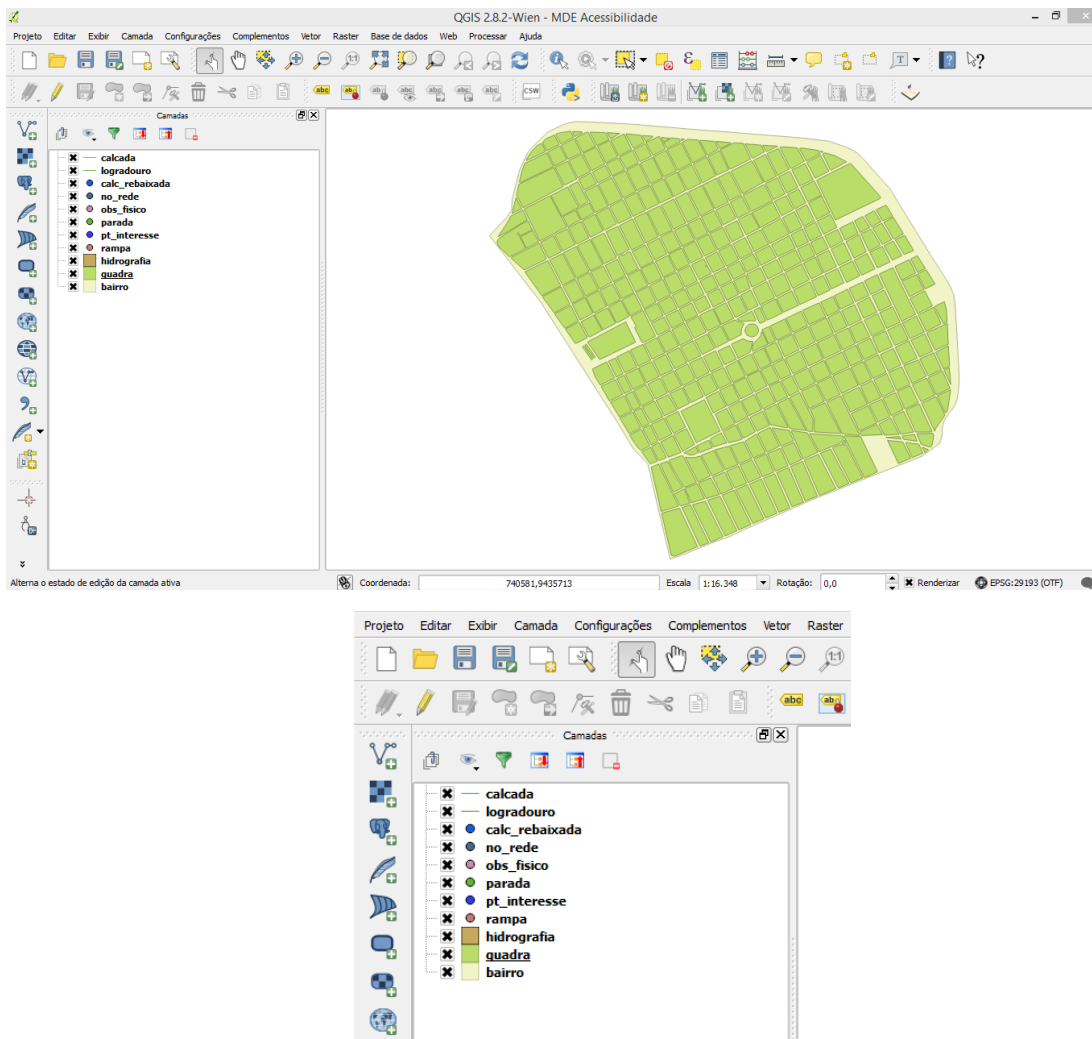 QGIS 2.8.2-Wien - MDE Acessibilidade
Projeto Editar Exibir Camada Configurações Complementos Vetor Raster Base de dados Web Processar Ajuda
Camadas
calcada
logradouro
calc_rebaixada
no_rede
obs_fisico
parada
pt_interesse
rampa
hidrografia
quadra
bairro
Alterna o estado de edição da camada ativa Coordenada: 740581,9435713 Escala 1:16.348 Rotação: 0,0 Renderizar EPSG:29193 (OTF)
Projeto Editar Exibir Camada Configurações Complementos Vetor Raster
1:1
abc
Camadas
calcada
logradouro
calc_rebaixada
no_rede
obs_fisico
parada
pt_interesse
rampa
hidrografia
quadra
bairro